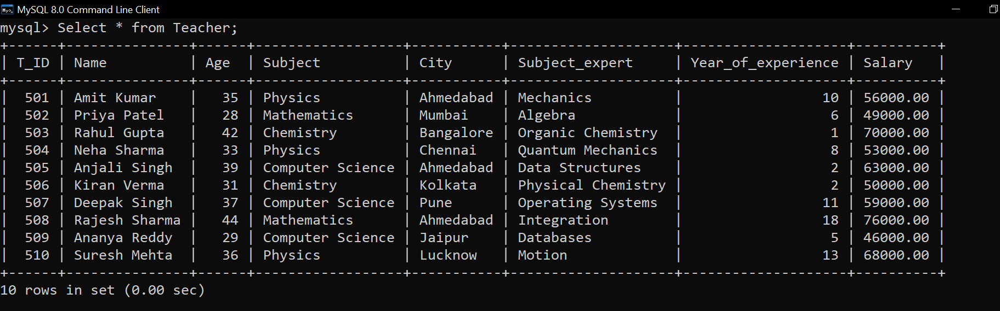 MySQL 8.0 Command Line Client
mysql> Select * from Teacher;
+------+---------------+------+------------------+-----------+--------------------+--------------------+----------+
| T_ID | Name          | Age  | Subject          | City      | Subject_expert     | Year_of_experience | Salary   |
+------+---------------+------+------------------+-----------+--------------------+--------------------+----------+
|  501 | Amit Kumar    |   35 | Physics          | Ahmedabad | Mechanics          |                 10 | 56000.00 |
|  502 | Priya Patel   |   28 | Mathematics      | Mumbai    | Algebra            |                  6 | 49000.00 |
|  503 | Rahul Gupta   |   42 | Chemistry        | Bangalore | Organic Chemistry  |                  1 | 70000.00 |
|  504 | Neha Sharma   |   33 | Physics          | Chennai   | Quantum Mechanics  |                  8 | 53000.00 |
|  505 | Anjali Singh  |   39 | Computer Science | Ahmedabad | Data Structures    |                  2 | 63000.00 |
|  506 | Kiran Verma   |   31 | Chemistry        | Kolkata   | Physical Chemistry |                  2 | 50000.00 |
|  507 | Deepak Singh  |   37 | Computer Science | Pune      | Operating Systems  |                 11 | 59000.00 |
|  508 | Rajesh Sharma |   44 | Mathematics      | Ahmedabad | Integration        |                 18 | 76000.00 |
|  509 | Ananya Reddy  |   29 | Computer Science | Jaipur    | Databases          |                  5 | 46000.00 |
|  510 | Suresh Mehta  |   36 | Physics          | Lucknow   | Motion             |                 13 | 68000.00 |
+------+---------------+------+------------------+-----------+--------------------+--------------------+----------+
10 rows in set (0.00 sec)